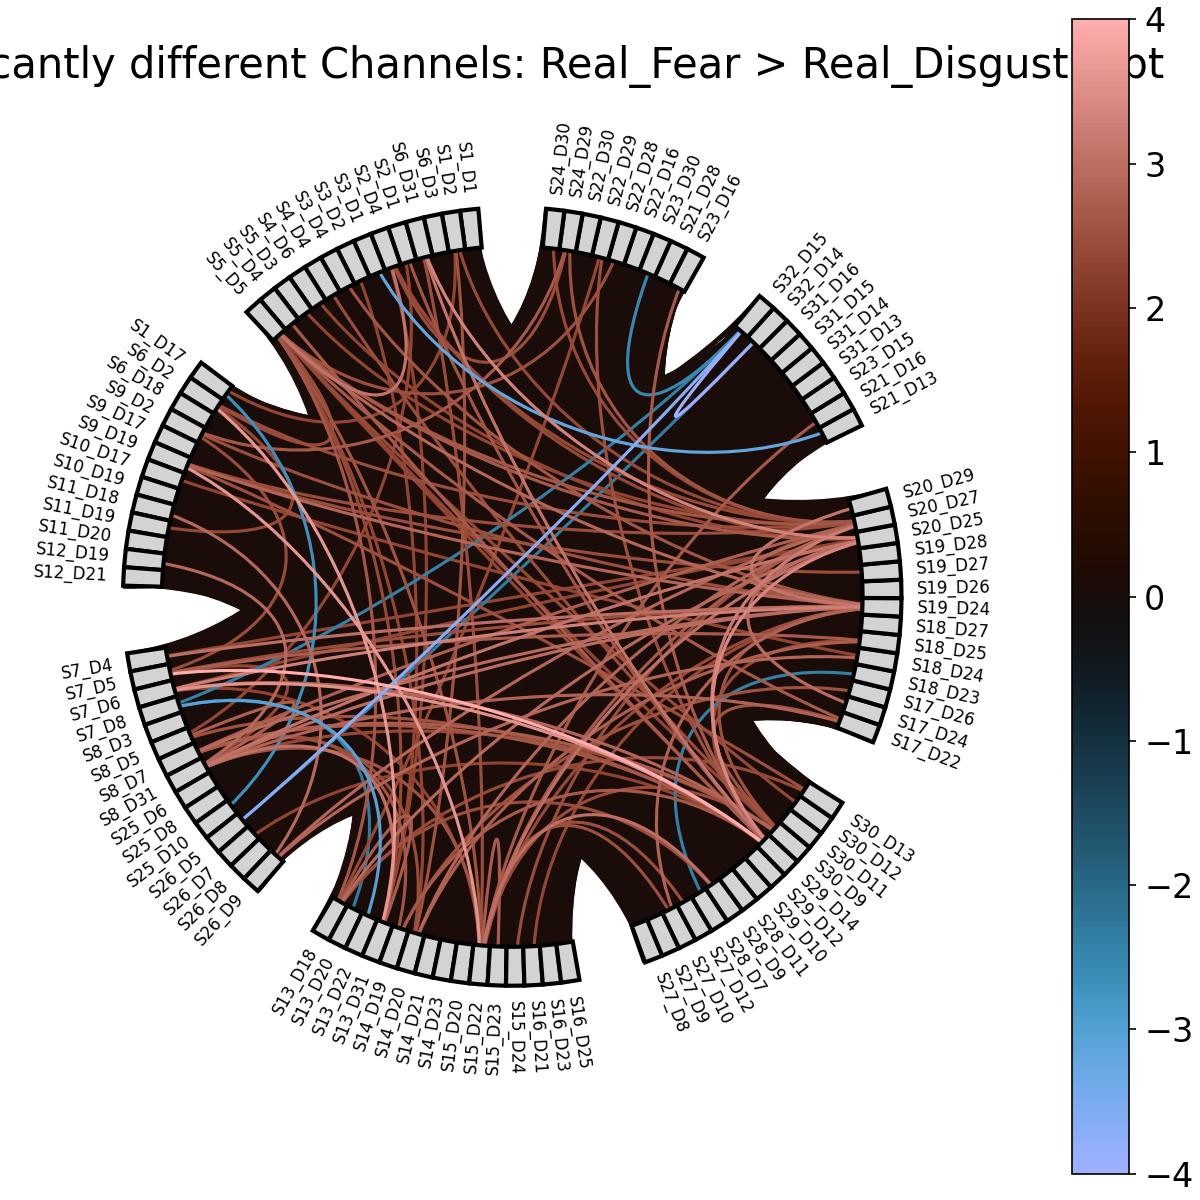 cantly different Channels: Real_Fear > Real_Disgust pt
S5_D5
S5_D4
S5_D3
S4_D6
S4_D4
S3_D4
S3_D2
S3_D1
S2_D4
S2_D1
S6_D31
S6_D3
S1_D2
S1_D1
S24_D30
S24_D29
S22_D30
S22_D29
S22_D28
S22_D16
S23_D30
S21_D28
S23_D16
S32_D15
S32_D14
S31_D16
S31_D15
S31_D14
S31_D13
S23_D15
S21_D16
S21_D13
S20_D29
S20_D27
S20_D25
S19_D28
S19_D27
S19_D26
S19_D24
S18_D27
S18_D25
S18_D24
S18_D23
S17_D26
S17_D24
S17_D22
S30_D13
S30_D12
S30_D11
S30_D9
S29_D14
S29_D12
S29_D10
S28_D11
S28_D9
S28_D7
S27_D12
S27_D10
S27_D9
S27_D8
S16_D25
S16_D23
S16_D21
S15_D24
S15_D23
S15_D22
S15_D20
S14_D23
S14_D21
S14_D20
S14_D19
S13_D31
S13_D22
S13_D20
S13_D18
S26_D9
S26_D8
S26_D7
S26_D5
S25_D10
S25_D8
S25_D6
S8_D31
S8_D7
S8_D5
S8_D3
S7_D8
S7_D6
S7_D5
S7_D4
S12_D21
S12_D19
S11_D20
S11_D19
S11_D18
S10_D19
S10_D17
S9_D19
S9_D17
S9_D2
S6_D18
S6_D2
S1_D17
4
3
2
1
0
−1
−2
−3
−4